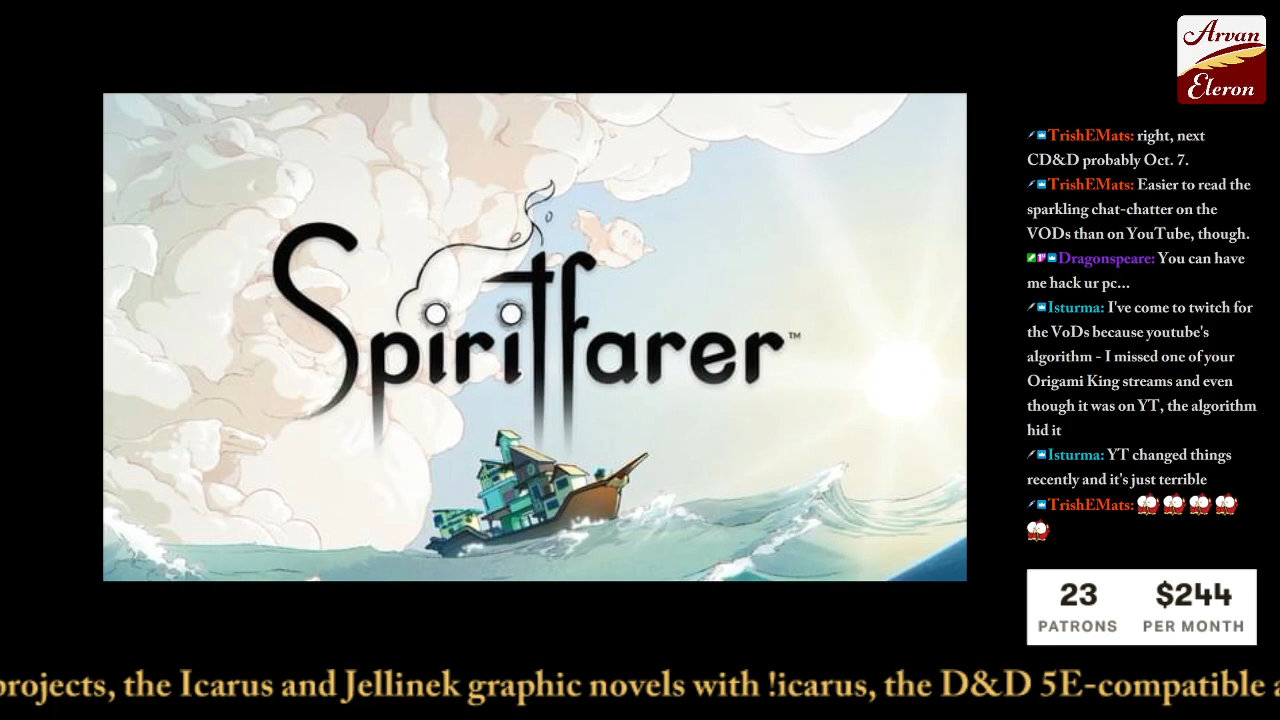 Arvan
Eleron
Spiritfarer™
TrishEMats: right, next
CD&D probably Oct. 7.
TrishEMats: Easier to read the
sparkling chat-chatter on the
VODs than on YouTube, though.
Dragonspeare: You can have
me hack ur pc...
Isturma: I've come to twitch for
the VoDs because youtube's
algorithm - I missed one of your
Origami King streams and even
though it was on YT, the algorithm
hid it
Isturma: YT changed things
recently and it's just terrible
TrishEMats:
23 $244
PATRONS PER MONTH
projects, the Icarus and Jellinek graphic novels with !icarus, the D&D 5E-compatible a